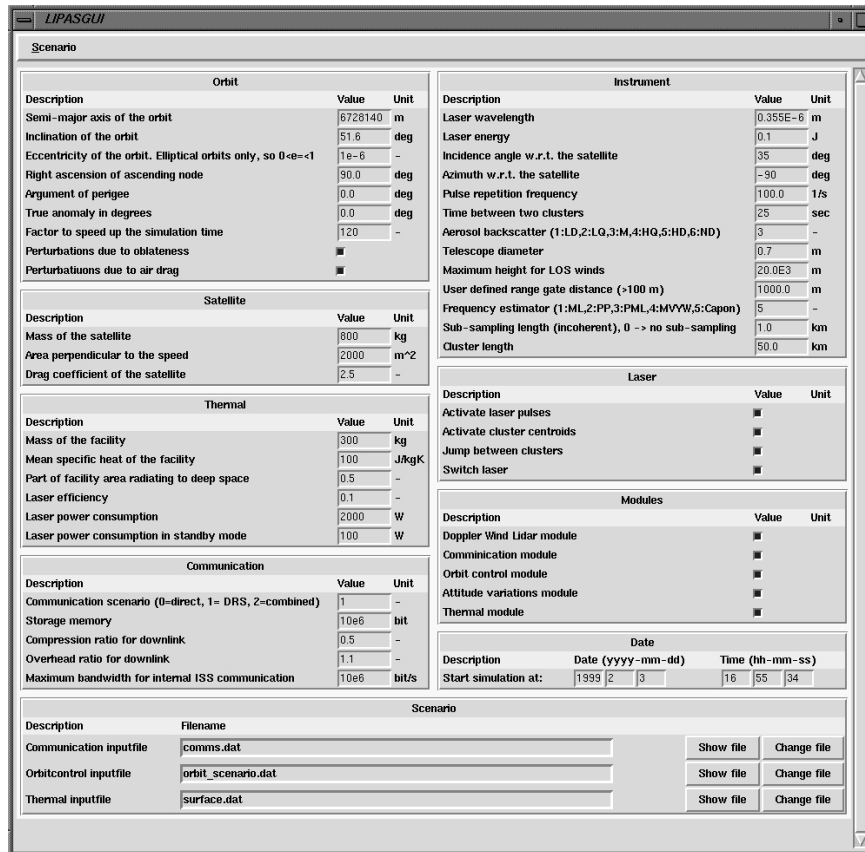 LIPASGUI
Scenario
Orbit
Description Value Unit
Semi-major axis of the orbit 6728140 m
Inclination of the orbit 51.6 deg
Eccentricity of the orbit. Elliptical orbits only, so 0<e=<1 1e-6 -
Right ascension of ascending node 90.0 deg
Argument of perigee 0.0 deg
True anomaly in degrees 0.0 deg
Factor to speed up the simulation time 120 -
Perturbations due to oblateness
Perturbatiuons due to air drag
Satellite
Description Value Unit
Mass of the satellite 800 kg
Area perpendicular to the speed 2000 m^2
Drag coefficient of the satellite 2.5 -
Thermal
Description Value Unit
Mass of the facility 300 kg
Mean specific heat of the facility 100 J/kgK
Part of facility area radiating to deep space 0.5 -
Laser efficiency 0.1 -
Laser power consumption 2000 W
Laser power consumption in standby mode 100 W
Communication
Description Value Unit
Communication scenario (0=direct, 1= DRS, 2=combined) 1 -
Storage memory 10e6 bit
Compression ratio for downlink 0.5 -
Overhead ratio for downlink 1.1 -
Maximum bandwidth for internal ISS communication 10e6 bit/s
Instrument
Description Value Unit
Laser wavelength 0.355E-6 m
Laser energy 0.1 J
Incidence angle w.r.t. the satellite 35 deg
Azimuth w.r.t. the satellite -90 deg
Pulse repetition frequency 100.0 1/s
Time between two clusters 25 sec
Aerosol backscatter (1:LD,2:LQ,3:M,4:HQ,5:HD,6:ND) 3 -
Telescope diameter 0.7 m
Maximum height for LOS winds 20.0E3 m
User defined range gate distance (>100 m) 1000.0 m
Frequency estimator (1:ML,2:PP,3:PML,4:MVYW,5:Capon) 5 -
Sub-sampling length (incoherent), 0 -> no sub-sampling 1.0 km
Cluster length 50.0 km
Laser
Description Value Unit
Activate laser pulses
Activate cluster centroids
Jump between clusters
Switch laser
Modules
Description Value Unit
Doppler Wind Lidar module
Comminication module
Orbit control module
Attitude variations module
Thermal module
Date
Description Date (yyyy-mm-dd) Time (hh-mm-ss)
Start simulation at: 1999 2 3 16 55 34
Scenario
Description Filename
Communication inputfile comms.dat Show file Change file
Orbitcontrol inputfile orbit_scenario.dat Show file Change file
Thermal inputfile surface.dat Show file Change file